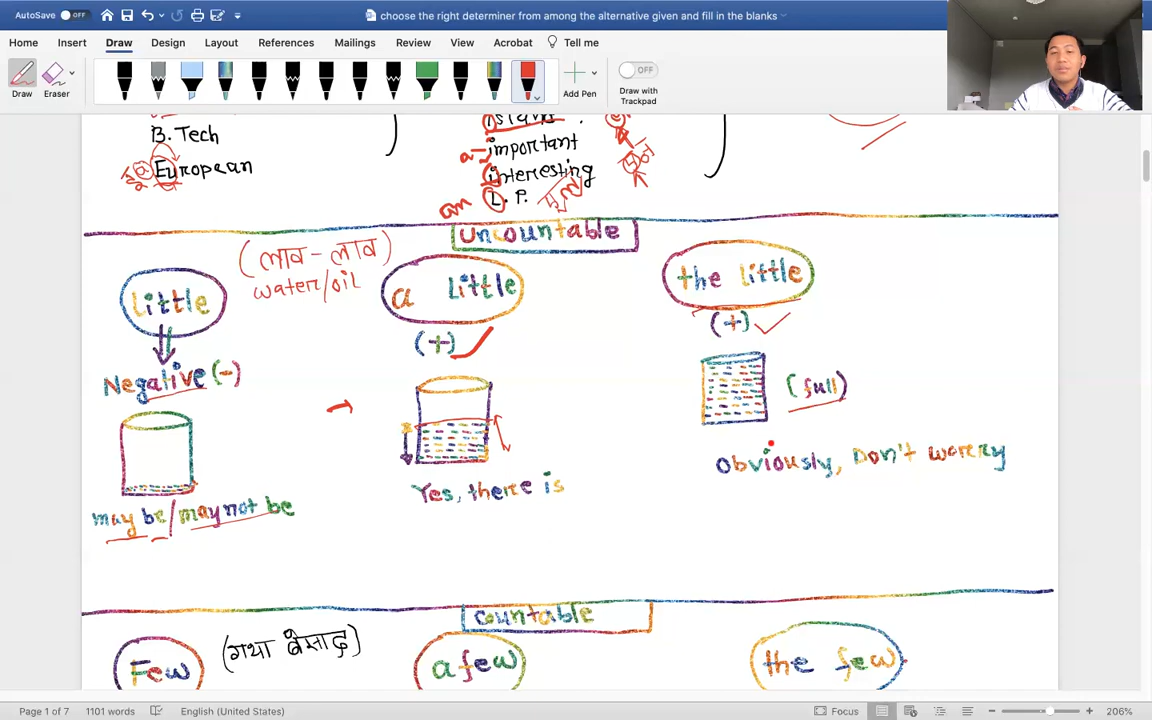 AutoSave OFF
choose the right determiner from among the alternative given and fill in the blanks
Home Insert Draw Design Layout References Mailings Review View Acrobat Tell me
Draw Eraser Add Pen Draw with Trackpad OFF
B. Tech
European
important
interesting
an L. P.
uncountable
(লাব - লাব)
water/oil
little
a little
the little
(+)
(+)
Negative (-)
(full)
Obviously, Don't worry
Yes, there is
may be/may not be
countable
Few
a few
the few
Page 1 of 7 1101 words English (United States) Focus 206%